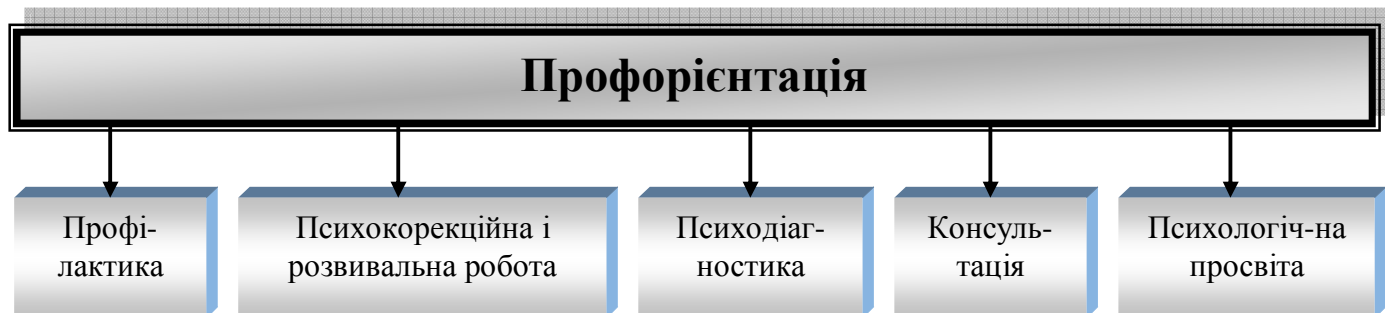 Профорієнтація
Профі-
лактика
Психокорекційна і
розвивальна робота
Психодіаг-
ностика
Консуль-
тація
Психологіч-на
просвіта